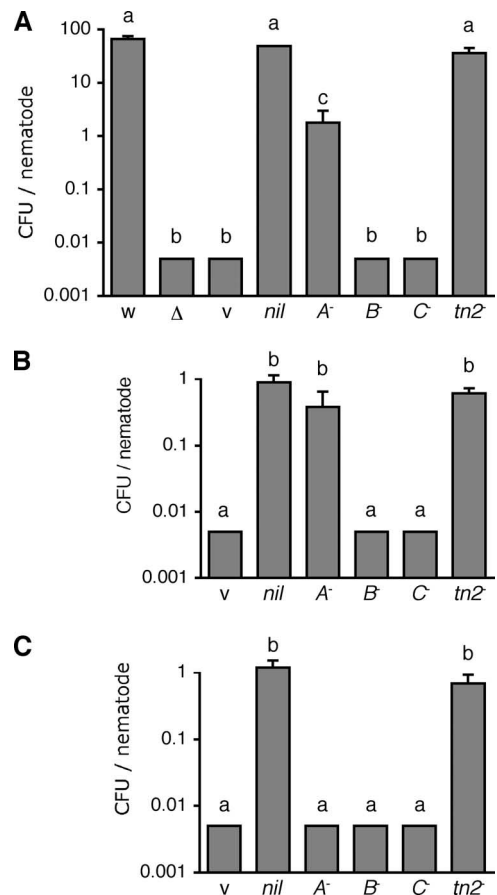 A
a
a
a
c
b
b
b
b
CFU / nematode
100
10
1
0.1
0.01
0.001
w
Δ
v
nil
A-
B-
C-
tn2-
B
b
b
b
a
a
a
CFU / nematode
1
0.1
0.01
0.001
v
nil
A-
B-
C-
tn2-
C
b
b
a
a
a
a
CFU / nematode
1
0.1
0.01
0.001
v
nil
A-
B-
C-
tn2-